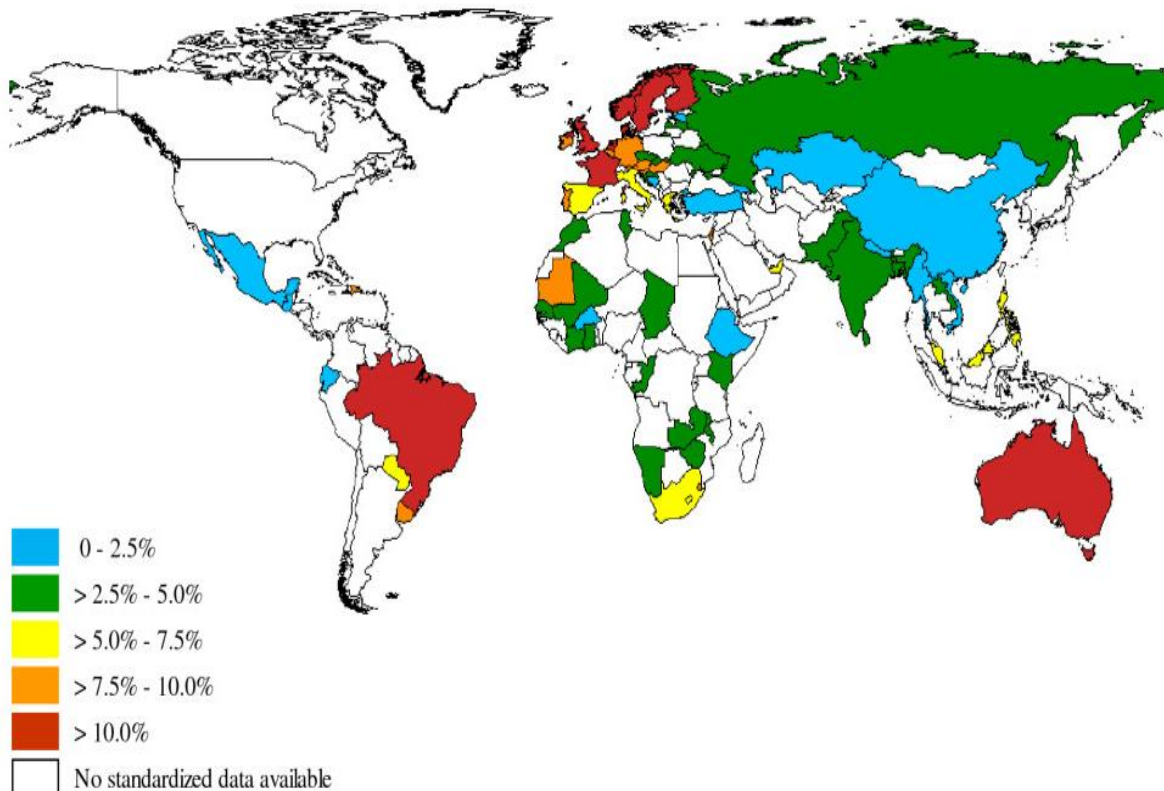 0 - 2.5%
> 2.5% - 5.0%
> 5.0% - 7.5%
> 7.5% - 10.0%
> 10.0%
No standardized data available